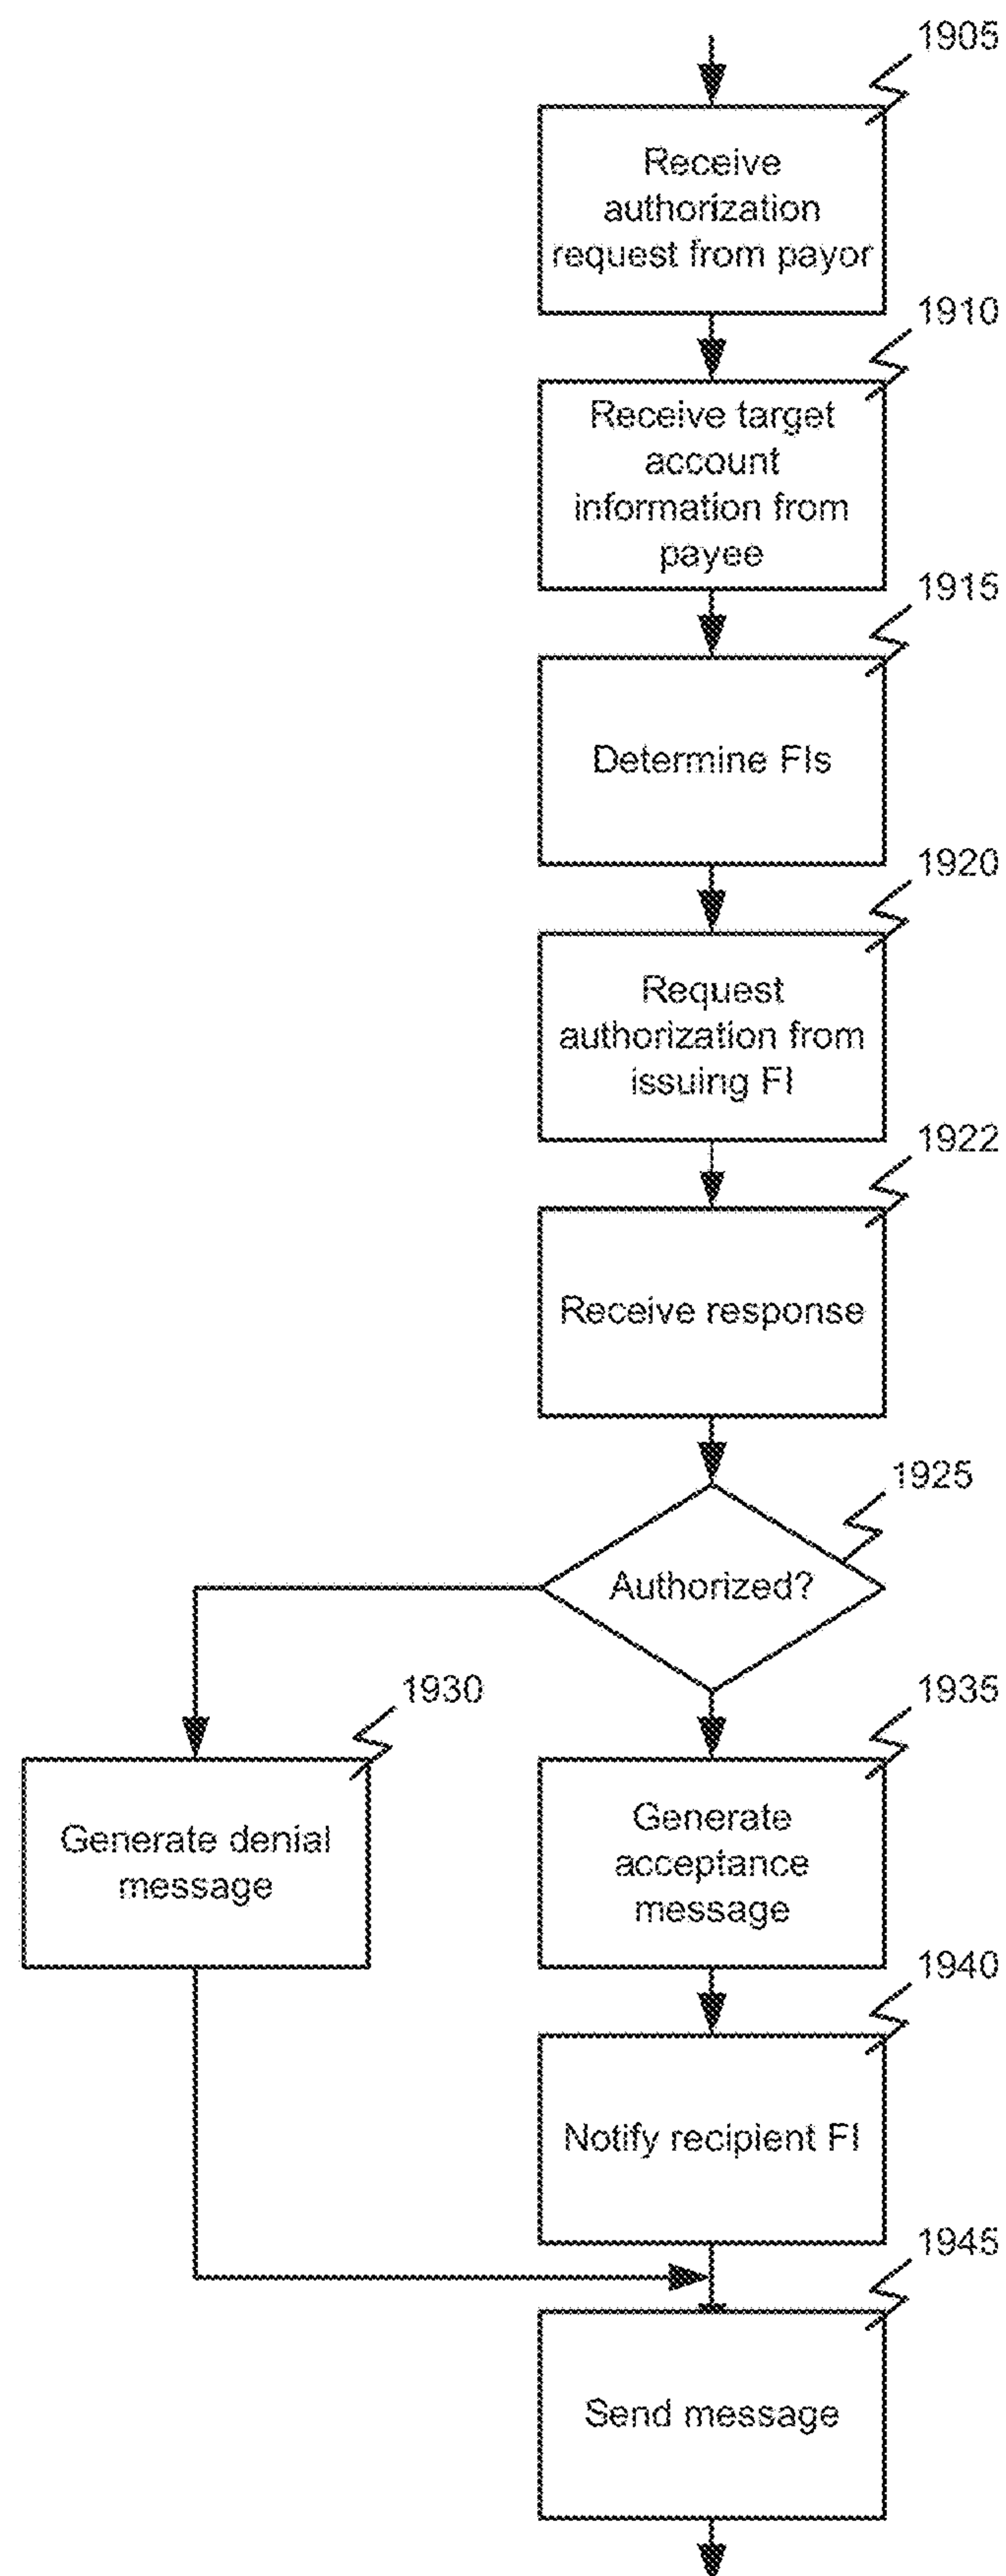 1905
Receive
authorization
request from payor
1910
Receive target
account
information from
payee
1915
Determine FIs
1920
Request
authorization from
issuing FI
1922
Receive response
1925
Authorized?
1930
Generate denial
message
1935
Generate
acceptance
message
1940
Notify recipient FI
1945
Send message